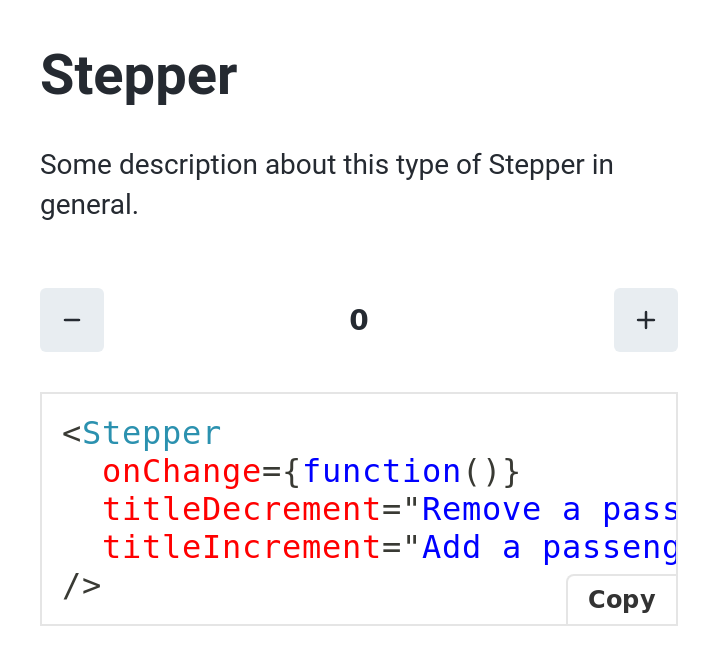 Stepper
Some description about this type of Stepper in
general.
− 0 +
<Stepper
  onChange={function()}
  titleDecrement="Remove a pass
  titleIncrement="Add a passeng
/>
Copy